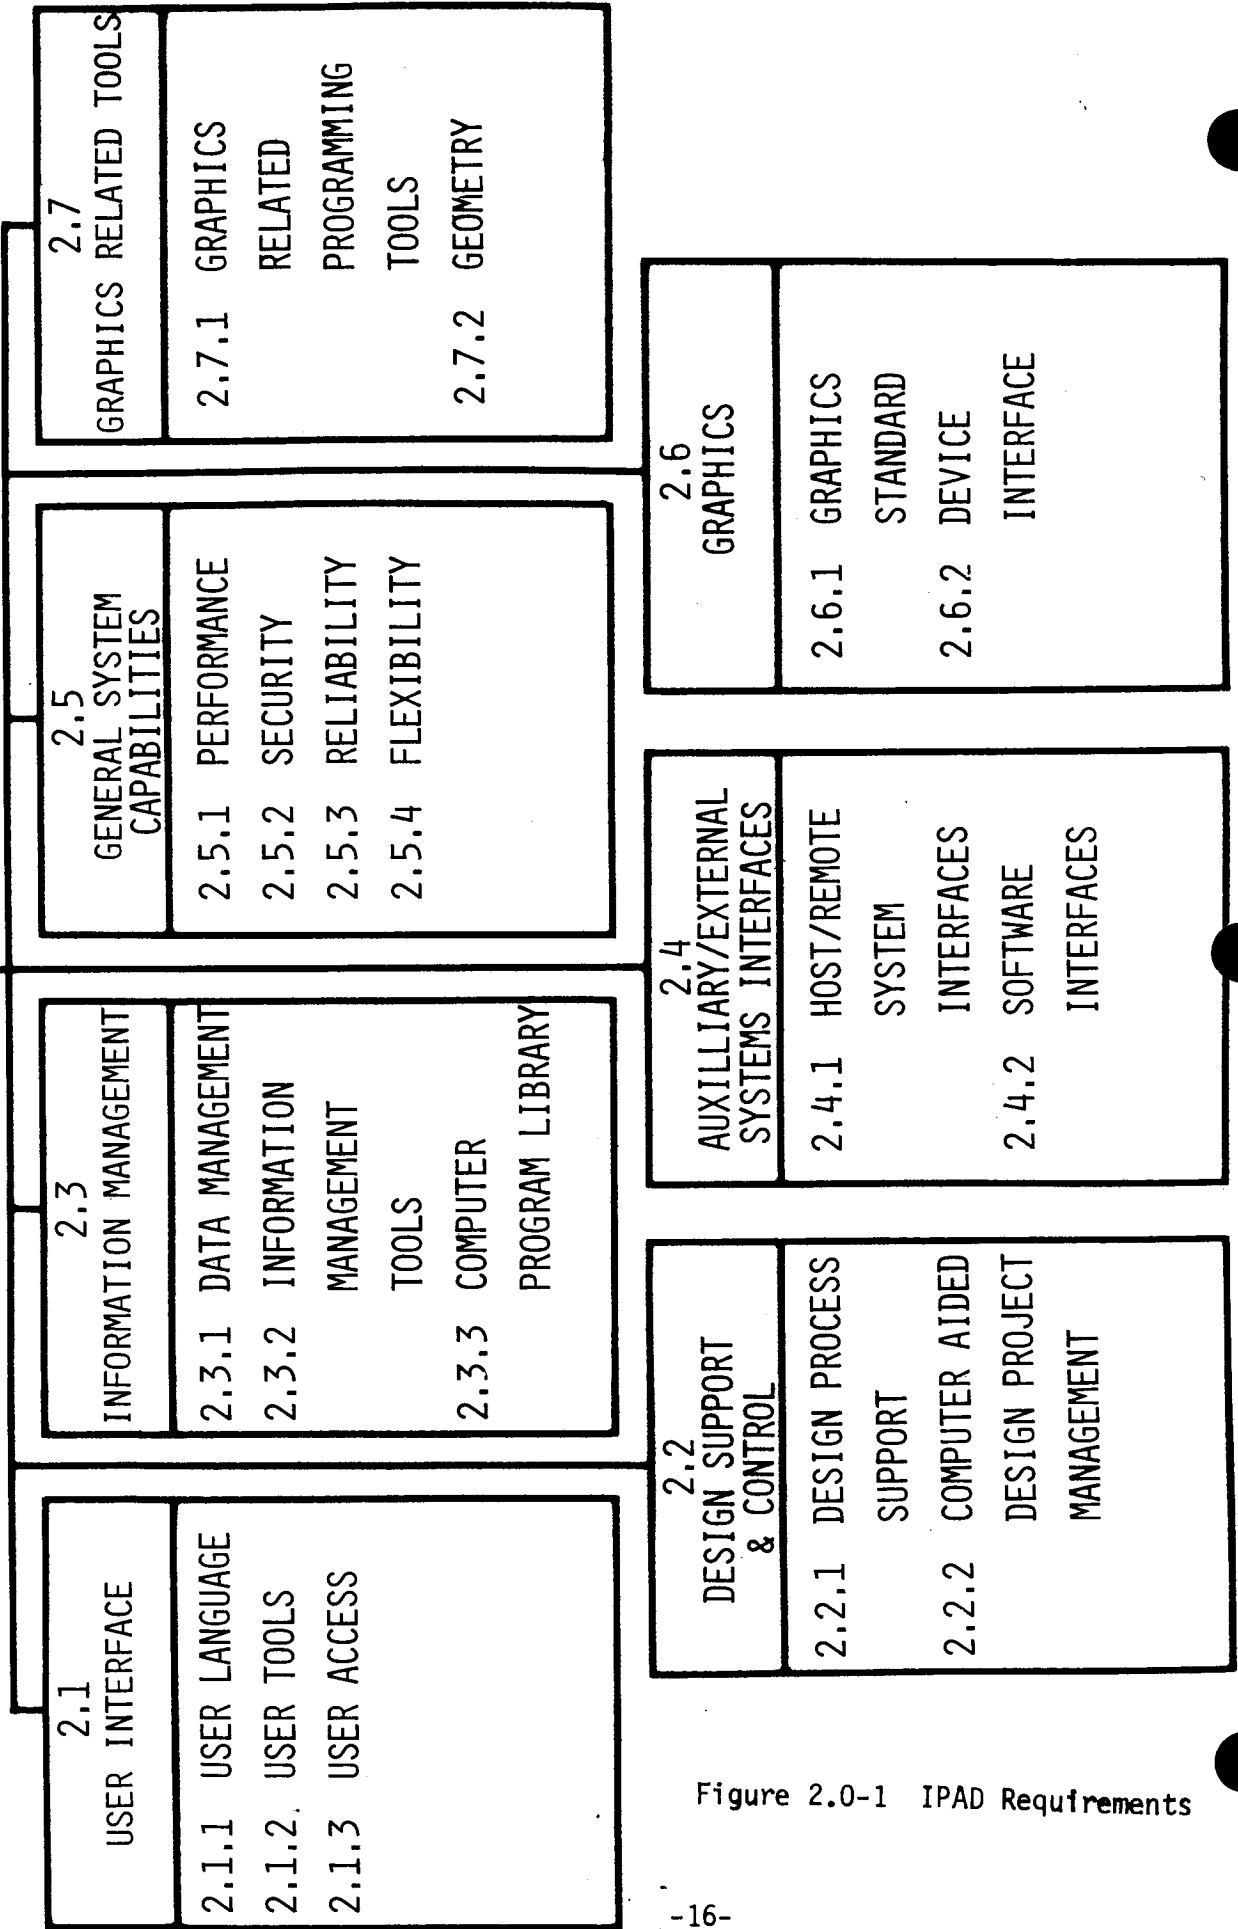 2.1
USER INTERFACE
2.1.1 USER LANGUAGE
2.1.2 USER TOOLS
2.1.3 USER ACCESS
2.3
INFORMATION MANAGEMENT
2.3.1 DATA MANAGEMENT
2.3.2 INFORMATION
MANAGEMENT
TOOLS
2.3.3 COMPUTER
PROGRAM LIBRARY
2.5
GENERAL SYSTEM
CAPABILITIES
2.5.1 PERFORMANCE
2.5.2 SECURITY
2.5.3 RELIABILITY
2.5.4 FLEXIBILITY
2.7
GRAPHICS RELATED TOOLS
2.7.1 GRAPHICS
RELATED
PROGRAMMING
TOOLS
2.7.2 GEOMETRY
2.2
DESIGN SUPPORT
& CONTROL
2.2.1 DESIGN PROCESS
SUPPORT
2.2.2 COMPUTER AIDED
DESIGN PROJECT
MANAGEMENT
2.4
AUXILLIARY/EXTERNAL
SYSTEMS INTERFACES
2.4.1 HOST/REMOTE
SYSTEM
INTERFACES
2.4.2 SOFTWARE
INTERFACES
2.6
GRAPHICS
2.6.1 GRAPHICS
STANDARD
2.6.2 DEVICE
INTERFACE
Figure 2.0-1 IPAD Requirements
-16-